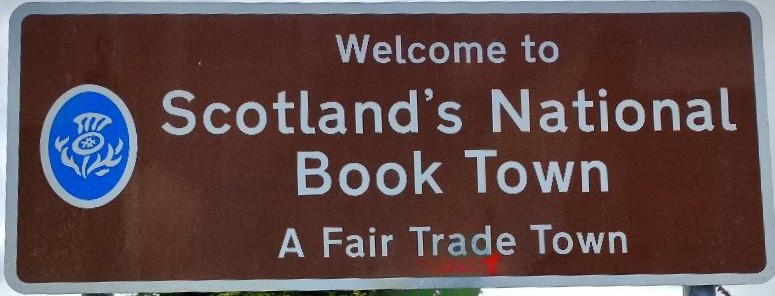 Welcome to
Scotland's National
Book Town
A Fair Trade Town